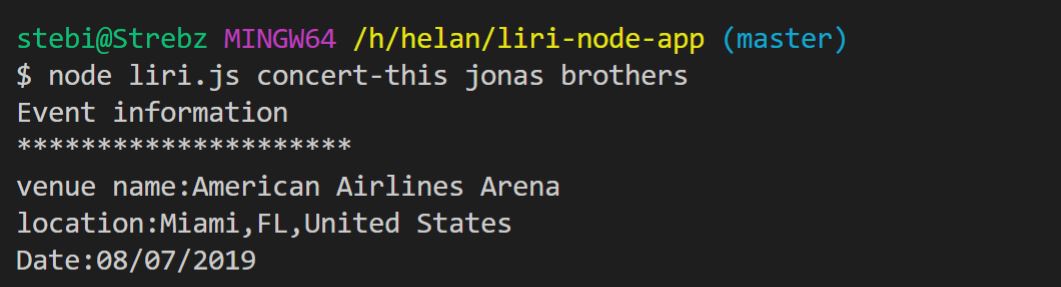 stebi@Strebz MINGW64 /h/helan/liri-node-app (master)
$ node liri.js concert-this jonas brothers
Event information
*********************
venue name:American Airlines Arena
location:Miami,FL,United States
Date:08/07/2019